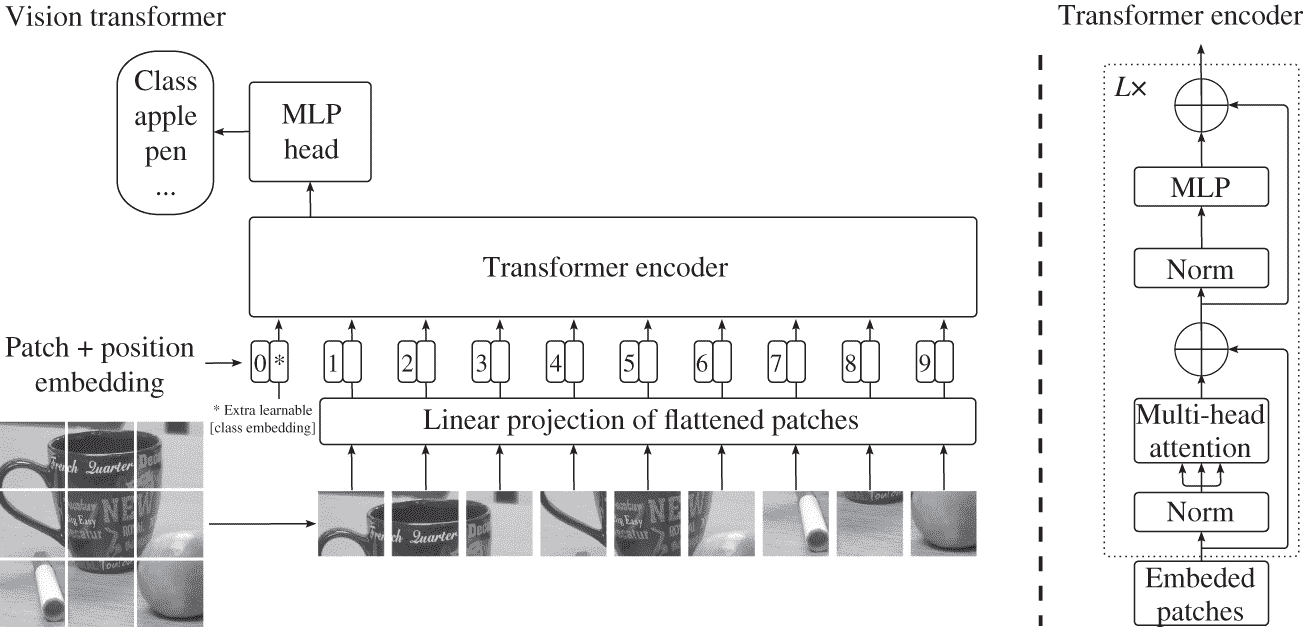 Vision transformer
Transformer encoder
Class
apple
pen
...
MLP
head
Transformer encoder
Patch + position
embedding
0 * 1 2 3 4 5 6 7 8 9
* Extra learnable
[class embedding]
Linear projection of flattened patches
French Quarter
NEW
Easy
L×
MLP
Norm
Multi-head
attention
Norm
Embeded
patches